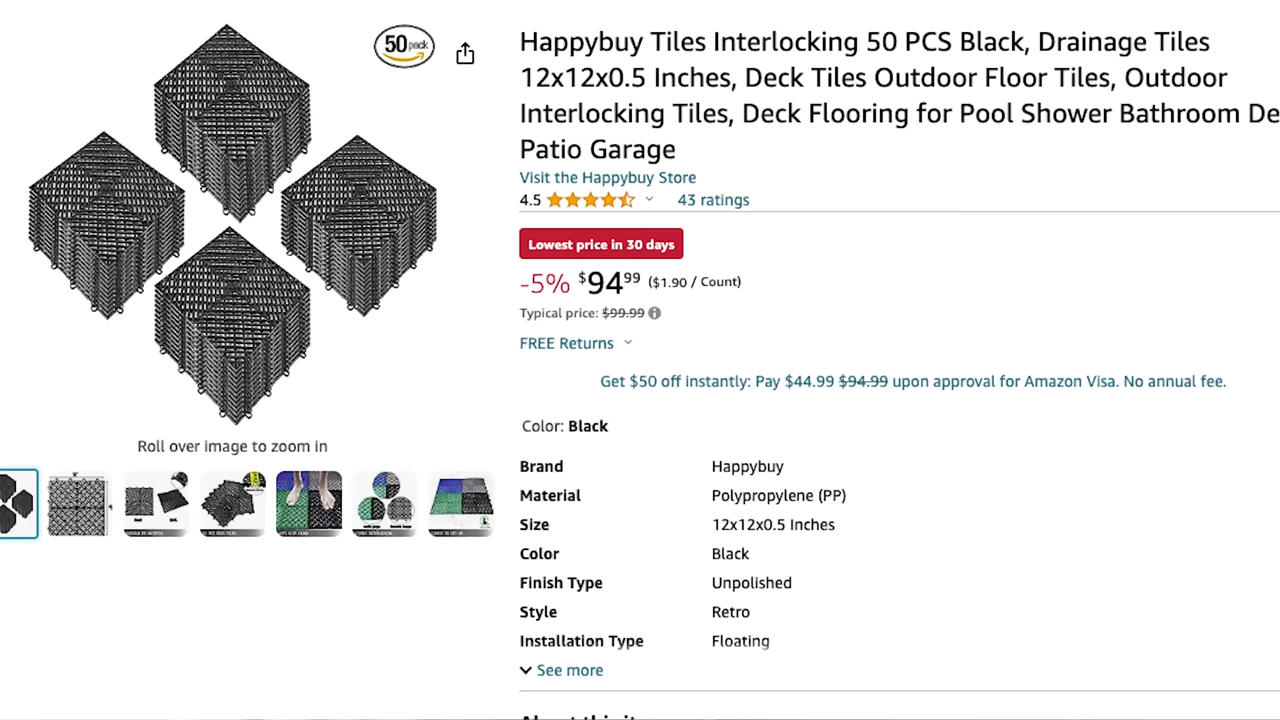 50 pack
Happybuy Tiles Interlocking 50 PCS Black, Drainage Tiles
12x12x0.5 Inches, Deck Tiles Outdoor Floor Tiles, Outdoor
Interlocking Tiles, Deck Flooring for Pool Shower Bathroom De
Patio Garage
Visit the Happybuy Store
4.5 43 ratings
Lowest price in 30 days
-5% $94.99 ($1.90 / Count)
Typical price: $99.99
FREE Returns
Get $50 off instantly: Pay $44.99 $94.99 upon approval for Amazon Visa. No annual fee.
Color: Black
Roll over image to zoom in
Brand Happybuy
Material Polypropylene (PP)
Size 12x12x0.5 Inches
Color Black
Finish Type Unpolished
Style Retro
Installation Type Floating
See more